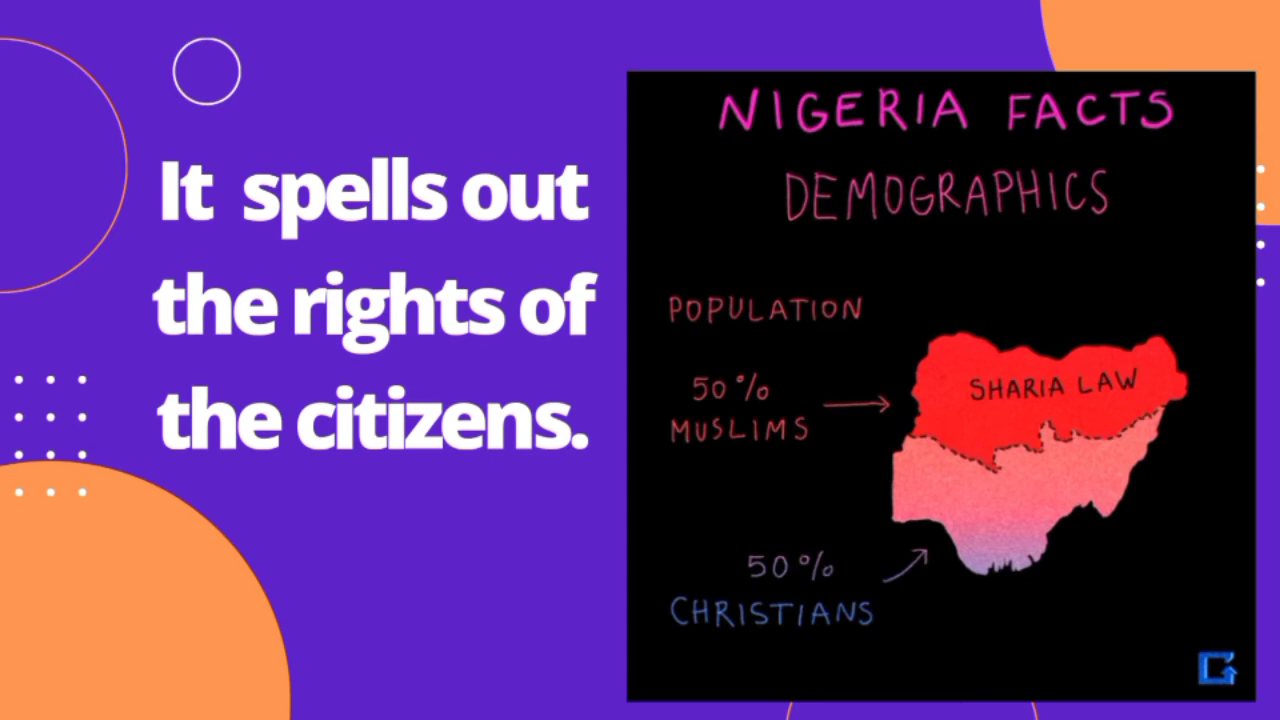 It spells out
the rights of
the citizens.
NIGERIA FACTS
DEMOGRAPHICS
POPULATION
50%
MUSLIMS
SHARIA LAW
50%
CHRISTIANS